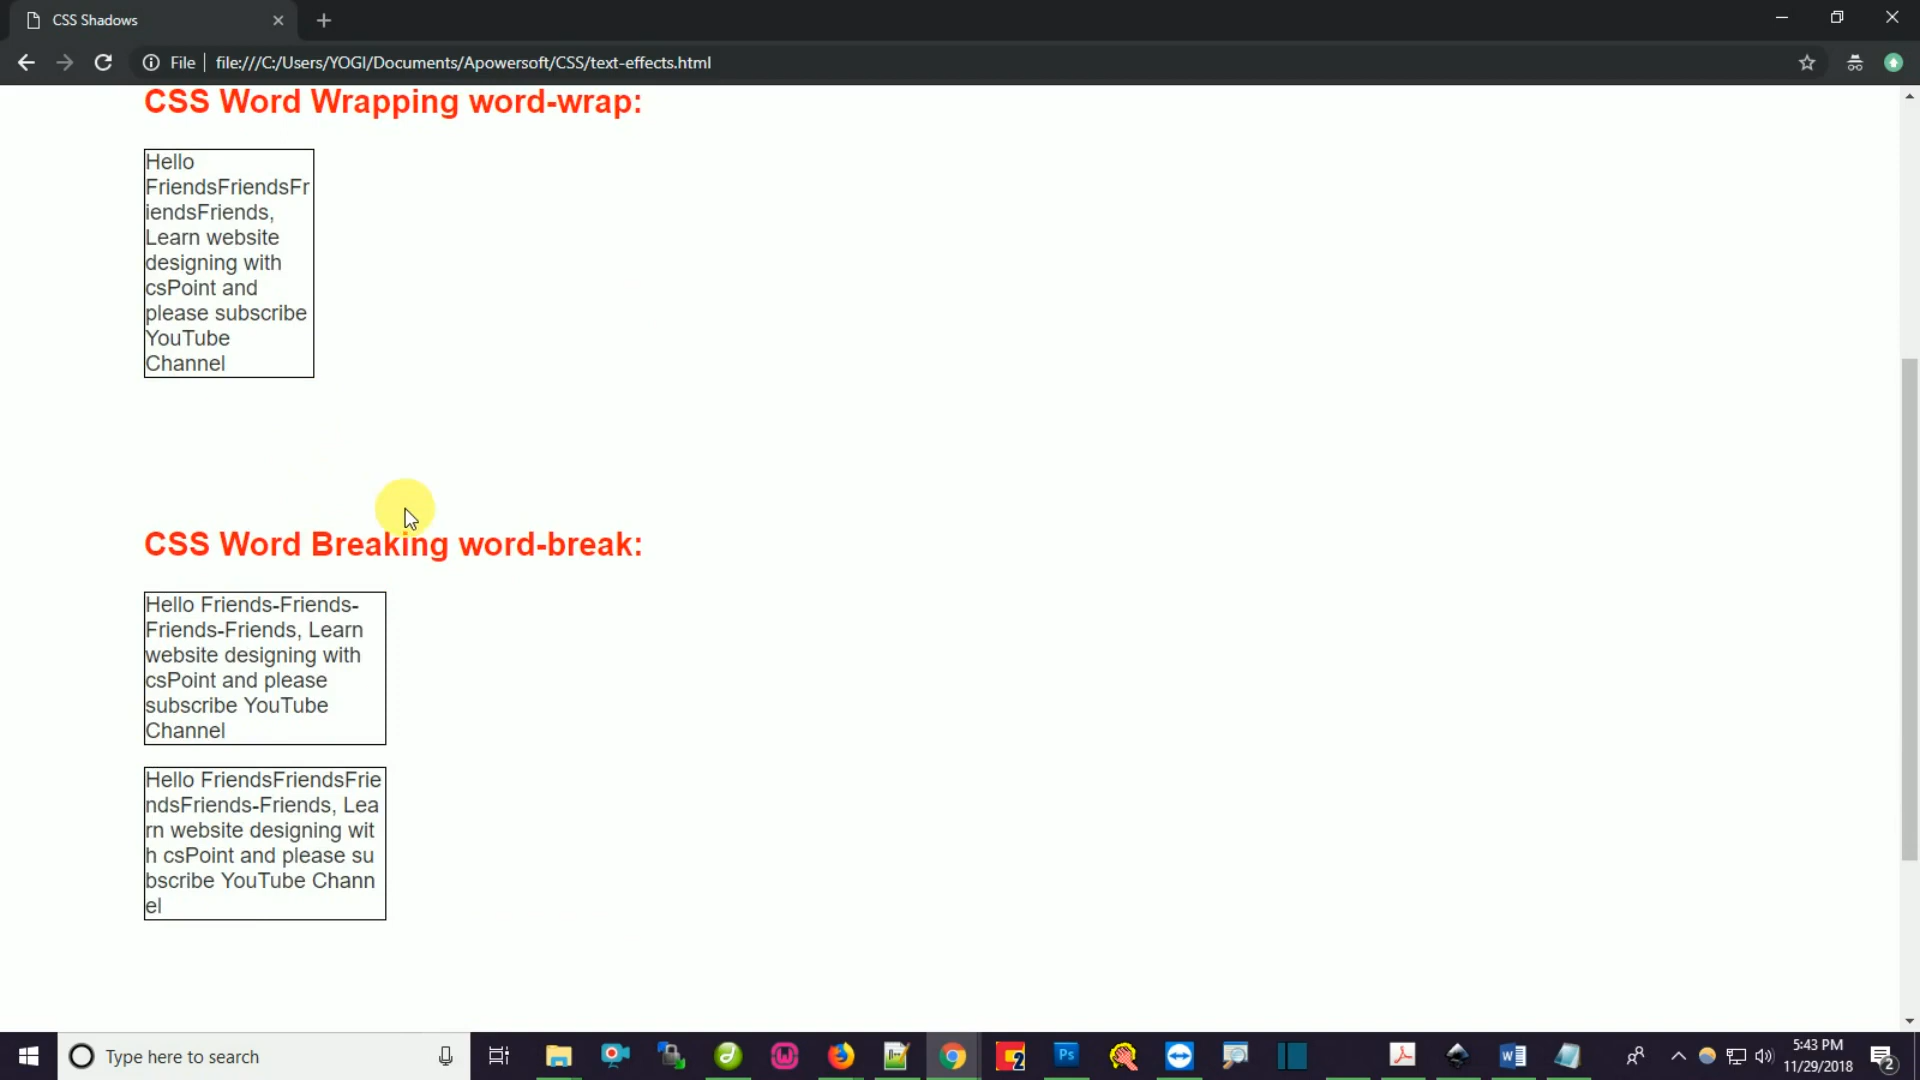 CSS Shadows
File
file:///C:/Users/YOGI/Documents/Apowersoft/CSS/text-effects.html
CSS Word Wrapping word-wrap:
Hello
FriendsFriendsFr
iendsFriends,
Learn website
designing with
csPoint and
please subscribe
YouTube
Channel
CSS Word Breaking word-break:
Hello Friends-Friends-
Friends-Friends, Learn
website designing with
csPoint and please
subscribe YouTube
Channel
Hello FriendsFriendsFrie
ndsFriends-Friends, Lea
rn website designing wit
h csPoint and please su
bscribe YouTube Chann
el
Type here to search
Ps
2
5:43 PM
11/29/2018
2